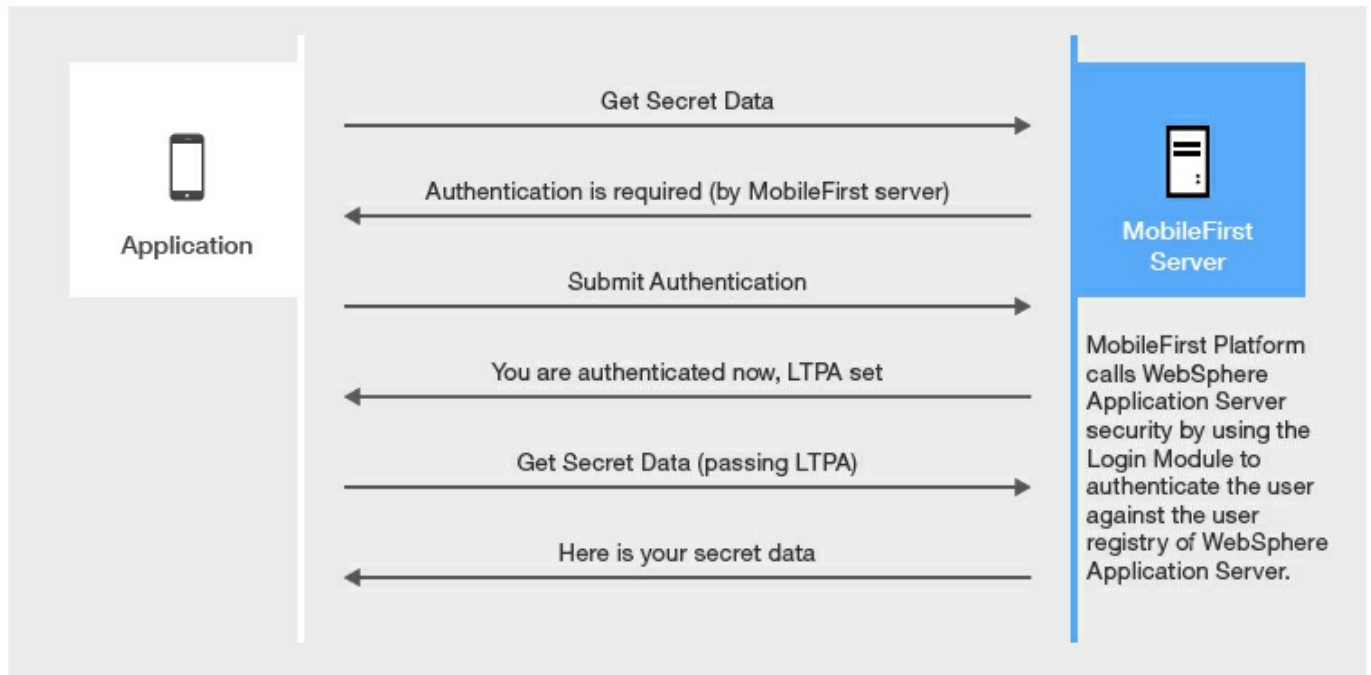 Get Secret Data
Authentication is required (by MobileFirst server)
Application
MobileFirst
Server
Submit Authentication
MobileFirst Platform
calls WebSphere
Application Server
security by using the
Login Module to
authenticate the user
against the user
registry of WebSphere
Application Server.
You are authenticated now, LTPA set
Get Secret Data (passing LTPA)
Here is your secret data